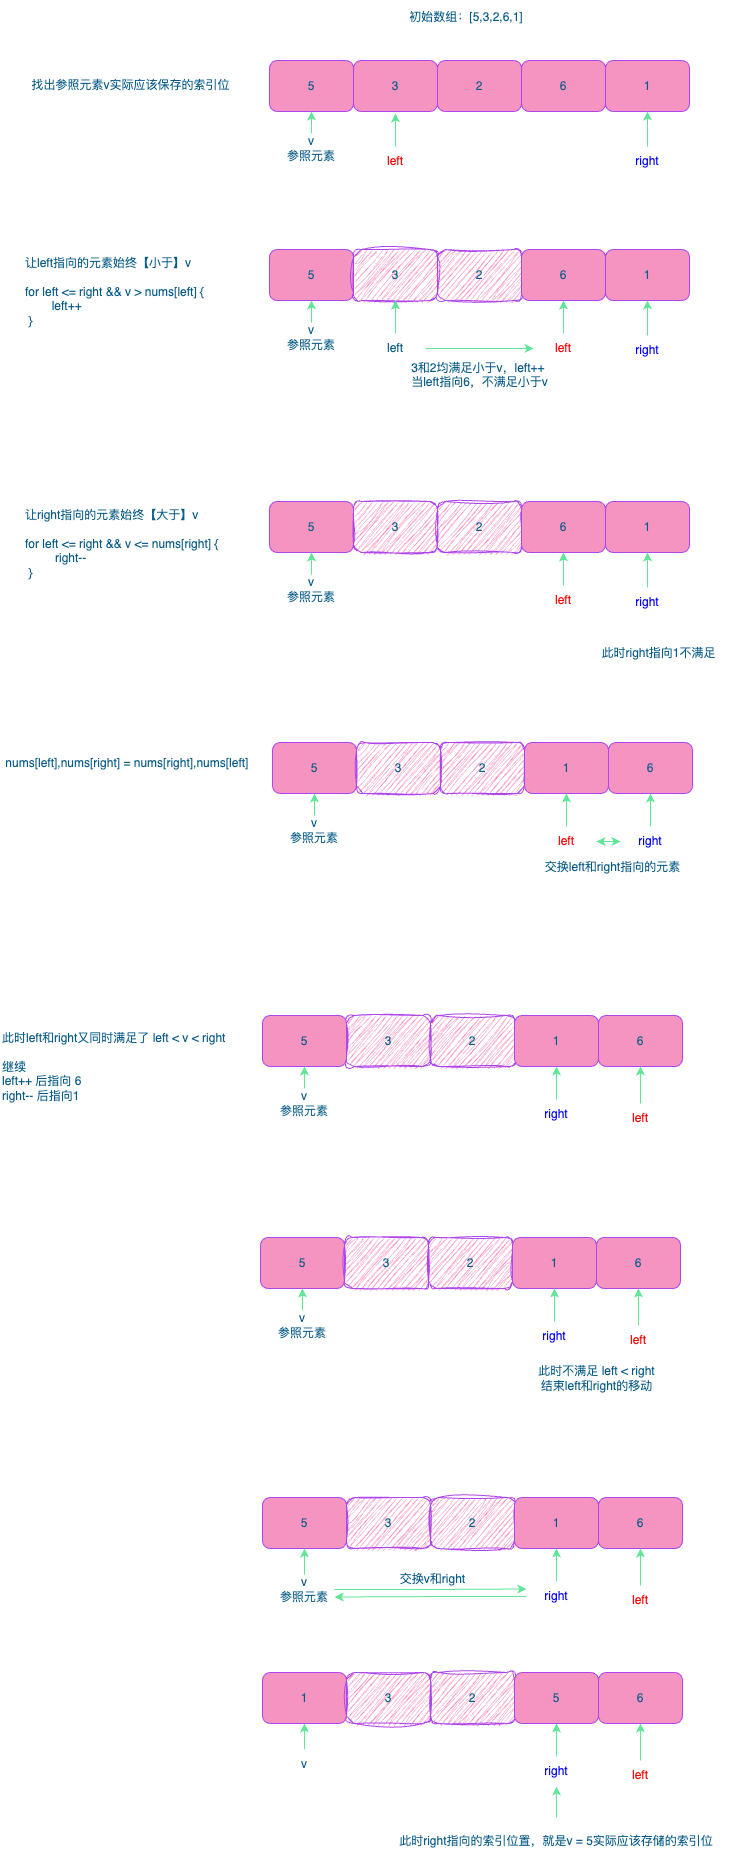 初始数组：[5,3,2,6,1]
找出参照元素v实际应该保存的索引位
5 3 2 6 1
v
参照元素
left
right
让left指向的元素始终【小于】v
for left <= right && v > nums[left] {
left++
}
5 3 2 6 1
v
参照元素
left
left
right
3和2均满足小于v，left++
当left指向6，不满足小于v
让right指向的元素始终【大于】v
for left <= right && v <= nums[right] {
right--
}
5 3 2 6 1
v
参照元素
left
right
此时right指向1不满足
nums[left],nums[right] = nums[right],nums[left]
5 3 2 1 6
v
参照元素
left
right
交换left和right指向的元素
此时left和right又同时满足了 left < v < right
继续
left++ 后指向 6
right-- 后指向1
5 3 2 1 6
v
参照元素
right
left
5 3 2 1 6
v
参照元素
right
left
此时不满足 left < right
结束left和right的移动
5 3 2 1 6
v
参照元素
交换v和right
right
left
1 3 2 5 6
v
right
left
此时right指向的索引位置，就是v = 5实际应该存储的索引位